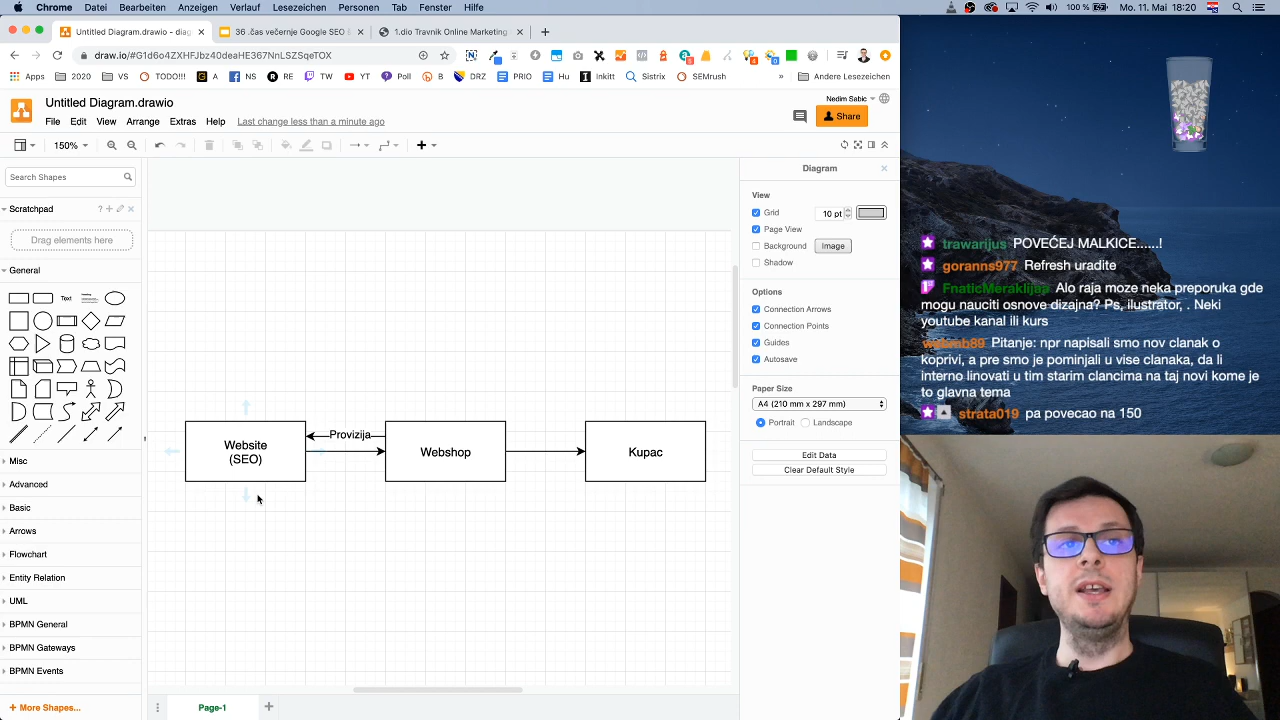 Chrome Datei Bearbeiten Anzeigen Verlauf Lesezeichen Personen Tab Fenster Hilfe
100% Mo. 11. Mai 18:20
Untitled Diagram.drawio - diag
S6 .čas večernje Google SEO
1.dio Travnik Online Marketing
draw.io/#G1d6o4ZXHFJbz40deaHE367NnLSZSqeTOX
Apps 2020 VS TODO!!! A NS RE TW Poll B DRZ PRIO Hu Inkitt Sistrix SEMrush » Andere Lesezeichen
Untitled Diagram.drawio
Nedim Sabic
File Edit View Arrange Extras Help Last change less than a minute ago
Share
150%
Search Shapes
Diagram
Scratchpad
Drag elements here
General
Text
Misc
Advanced
Basic
Arrows
Flowchart
Entity Relation
UML
BPMN General
BPMN Gateways
BPMN Events
+ More Shapes...
Website
(SEO)
Provizija
Webshop
Kupac
Page-1
View
Grid 10 pt
Page View
Background Image
Shadow
Options
Connection Arrows
Connection Points
Guides
Autosave
Paper Size
A4 (210 mm x 297 mm)
Portrait Landscape
Edit Data
Clear Default Style
trawarijus POVEĆEJ MALKICE......!
goranns977 Refresh uradite
FnaticMeraklijaa Alo raja moze neka preporuka gde
mogu nauciti osnove dizajna? Ps, ilustrator, . Neki
youtube kanal ili kurs
Pitanje: npr napisali smo nov clanak o
koprivi, a pre smo je pominjali u vise clanaka, da li
interno linovati u tim starim clancima na taj novi kome je
to glavna tema
strata019 pa povecao na 150